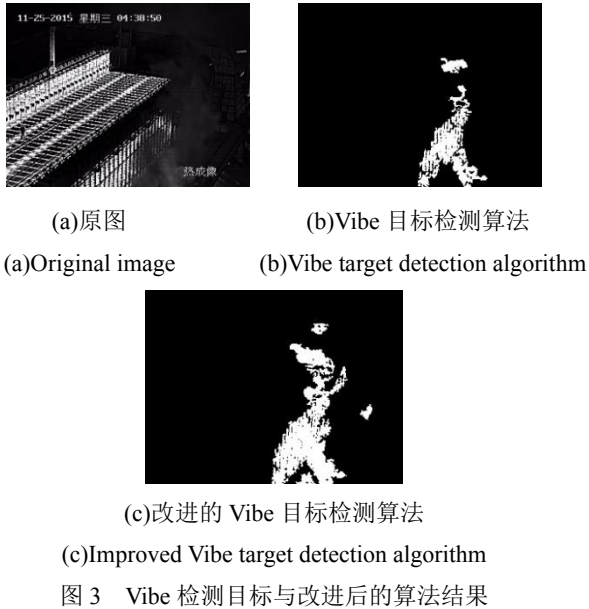 11-25-2015 星期三 04:38:50
热成像
(a)原图
(b)Vibe 目标检测算法
(a)Original image
(b)Vibe target detection algorithm
(c)改进的 Vibe 目标检测算法
(c)Improved Vibe target detection algorithm
图 3 Vibe 检测目标与改进后的算法结果